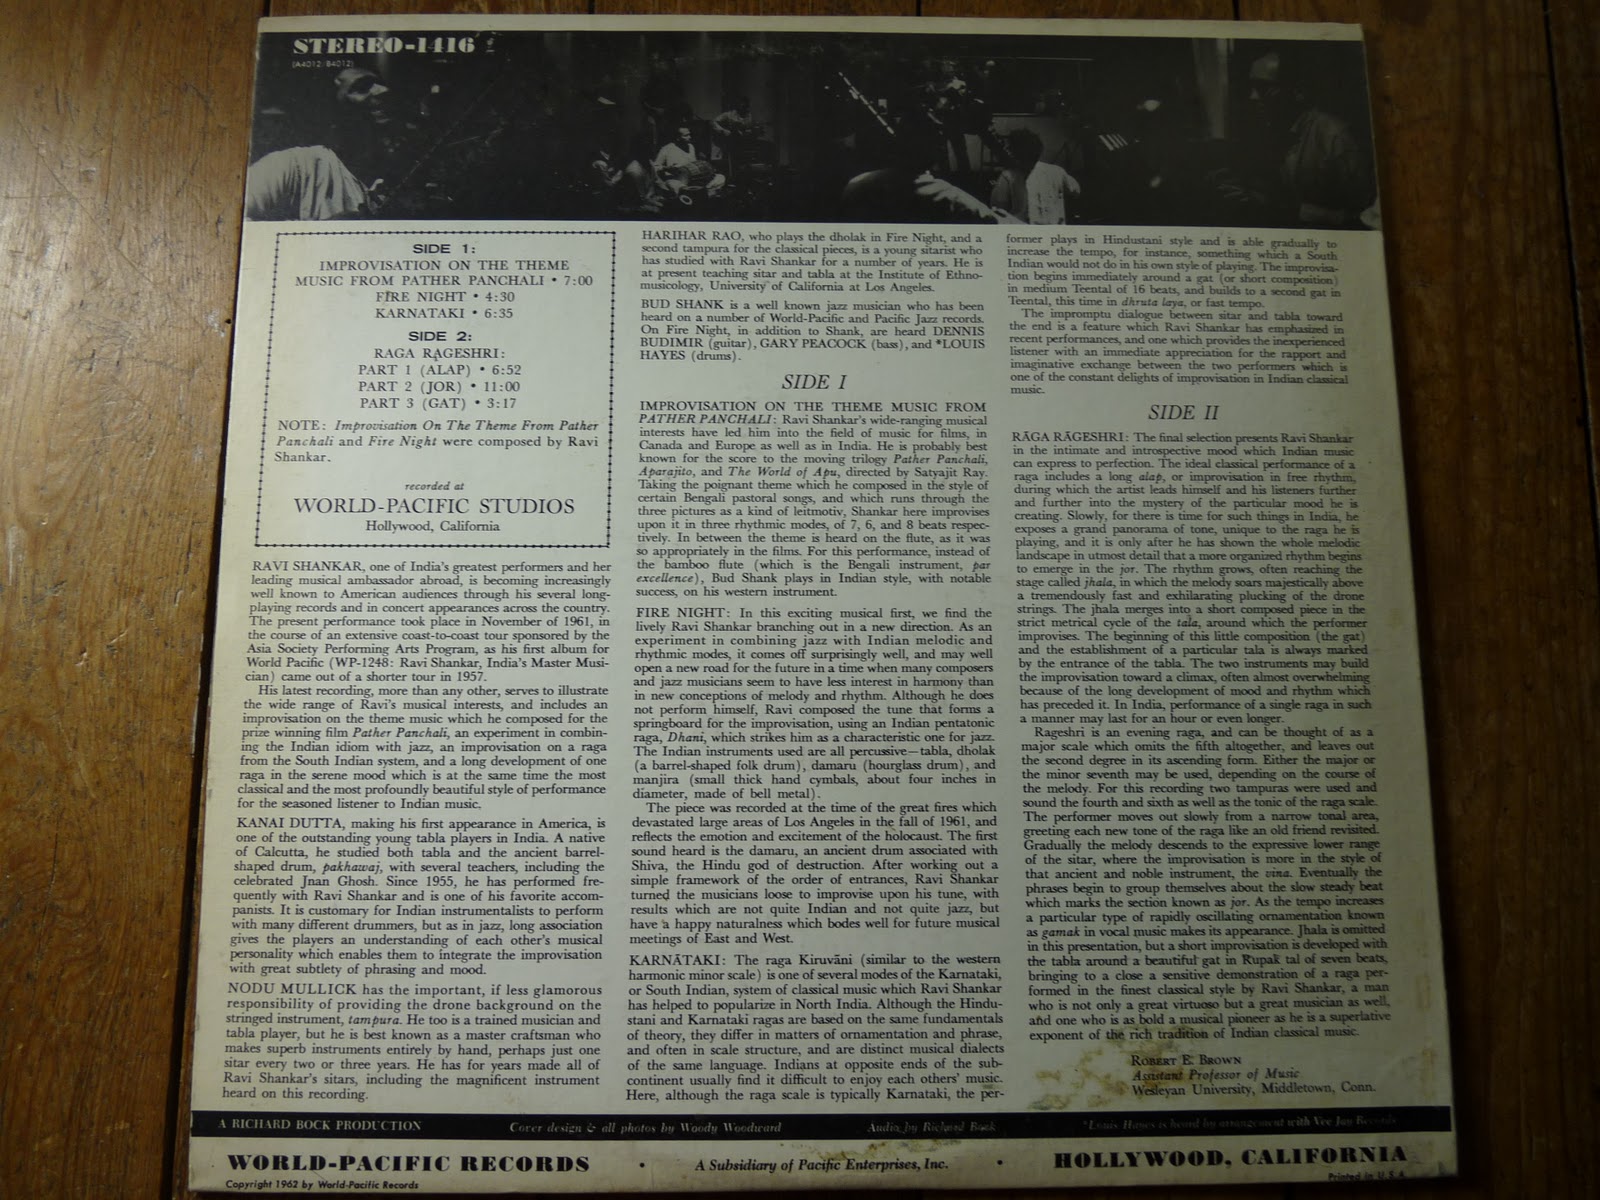 STEREO-1416
(A4012/B4012)
SIDE 1:
IMPROVISATION ON THE THEME
MUSIC FROM PATHER PANCHALI • 7:00
FIRE NIGHT • 4:30
KARNATAKI • 6:35
SIDE 2:
RAGA RAGESHRI:
PART 1 (ALAP) • 6:52
PART 2 (JOR) • 11:00
PART 3 (GAT) • 3:17
NOTE: Improvisation On The Theme From Pather
Panchali and Fire Night were composed by Ravi
Shankar.
recorded at
WORLD-PACIFIC STUDIOS
Hollywood, California
RAVI SHANKAR, one of India's greatest performers and her
leading musical ambassador abroad, is becoming increasingly
well known to American audiences through his several long-
playing records and in concert appearances across the country.
The present performance took place in November of 1961, in
the course of an extensive coast-to-coast tour sponsored by the
Asia Society Performing Arts Program, as his first album for
World Pacific (WP-1248: Ravi Shankar, India's Master Musi-
cian) came out of a shorter tour in 1957.
His latest recording, more than any other, serves to illustrate
the wide range of Ravi's musical interests, and includes an
improvisation on the theme music which he composed for the
prize winning film Pather Panchali, an experiment in combin-
ing the Indian idiom with jazz, an improvisation on a raga
from the South Indian system, and a long development of one
raga in the serene mood which is at the same time the most
classical and the most profoundly beautiful style of performance
for the seasoned listener to Indian music.
KANAI DUTTA, making his first appearance in America, is
one of the outstanding young tabla players in India. A native
of Calcutta, he studied both tabla and the ancient barrel-
shaped drum, pakhawaj, with several teachers, including the
celebrated Jnan Ghosh. Since 1955, he has performed fre-
quently with Ravi Shankar and is one of his favorite accom-
panists. It is customary for Indian instrumentalists to perform
with many different drummers, but as in jazz, long association
gives the players an understanding of each other's musical
personality which enables them to integrate the improvisation
with great subtlety of phrasing and mood.
NODU MULLICK has the important, if less glamorous
responsibility of providing the drone background on the
stringed instrument, tampura. He too is a trained musician and
tabla player, but he is best known as a master craftsman who
makes superb instruments entirely by hand, perhaps just one
sitar every two or three years. He has for years made all of
Ravi Shankar's sitars, including the magnificent instrument
heard on this recording.
HARIHAR RAO, who plays the dholak in Fire Night, and a
second tampura for the classical pieces, is a young sitarist who
has studied with Ravi Shankar for a number of years. He is
at present teaching sitar and tabla at the Institute of Ethno-
musicology, University of California at Los Angeles.
BUD SHANK is a well known jazz musician who has been
heard on a number of World-Pacific and Pacific Jazz records.
On Fire Night, in addition to Shank, are heard DENNIS
BUDIMIR (guitar), GARY PEACOCK (bass), and *LOUIS
HAYES (drums).
SIDE I
IMPROVISATION ON THE THEME MUSIC FROM
PATHER PANCHALI: Ravi Shankar's wide-ranging musical
interests have led him into the field of music for films, in
Canada and Europe as well as in India. He is probably best
known for the score to the moving trilogy Pather Panchali,
Aparajito, and The World of Apu, directed by Satyajit Ray.
Taking the poignant theme which he composed in the style of
certain Bengali pastoral songs, and which runs through the
three pictures as a kind of leitmotiv, Shankar here improvises
upon it in three rhythmic modes, of 7, 6, and 8 beats respec-
tively. In between the theme is heard on the flute, as it was
so appropriately in the films. For this performance, instead of
the bamboo flute (which is the Bengali instrument, par
excellence), Bud Shank plays in Indian style, with notable
success, on his western instrument.
FIRE NIGHT: In this exciting musical first, we find the
lively Ravi Shankar branching out in a new direction. As an
experiment in combining jazz with Indian melodic and
rhythmic modes, it comes off surprisingly well, and may well
open a new road for the future in a time when many composers
and jazz musicians seem to have less interest in harmony than
in new conceptions of melody and rhythm. Although he does
not perform himself, Ravi composed the tune that forms a
springboard for the improvisation, using an Indian pentatonic
raga, Dhani, which strikes him as a characteristic one for jazz.
The Indian instruments used are all percussive—tabla, dholak
(a barrel-shaped folk drum), damaru (hourglass drum), and
manjira (small thick hand cymbals, about four inches in
diameter, made of bell metal).
The piece was recorded at the time of the great fires which
devastated large areas of Los Angeles in the fall of 1961, and
reflects the emotion and excitement of the holocaust. The first
sound heard is the damaru, an ancient drum associated with
Shiva, the Hindu god of destruction. After working out a
simple framework of the order of entrances, Ravi Shankar
turned the musicians loose to improvise upon his tune, with
results which are not quite Indian and not quite jazz, but
have a happy naturalness which bodes well for future musical
meetings of East and West.
KARNĀTAKI: The raga Kiruvāni (similar to the western
harmonic minor scale) is one of several modes of the Karnataki,
or South Indian, system of classical music which Ravi Shankar
has helped to popularize in North India. Although the Hindu-
stani and Karnataki ragas are based on the same fundamentals
of theory, they differ in matters of ornamentation and phrase,
and often in scale structure, and are distinct musical dialects
of the same language. Indians at opposite ends of the sub-
continent usually find it difficult to enjoy each others' music.
Here, although the raga scale is typically Karnataki, the per-
former plays in Hindustani style and is able gradually to
increase the tempo, for instance, something which a South
Indian would not do in his own style of playing. The improvisa-
tion begins immediately around a gat (or short composition)
in medium Teental of 16 beats, and builds to a second gat in
Teental, this time in dhruta laya, or fast tempo.
The impromptu dialogue between sitar and tabla toward
the end is a feature which Ravi Shankar has emphasized in
recent performances, and one which provides the inexperienced
listener with an immediate appreciation for the rapport and
imaginative exchange between the two performers which is
one of the constant delights of improvisation in Indian classical
music.
SIDE II
RĀGA RĀGESHRI: The final selection presents Ravi Shankar
in the intimate and introspective mood which Indian music
can express to perfection. The ideal classical performance of a
raga includes a long alap, or improvisation in free rhythm,
during which the artist leads himself and his listeners further
and further into the mystery of the particular mood he is
creating. Slowly, for there is time for such things in India, he
exposes a grand panorama of tone, unique to the raga he is
playing, and it is only after he has shown the whole melodic
landscape in utmost detail that a more organized rhythm begins
to emerge in the jor. The rhythm grows, often reaching the
stage called jhala, in which the melody soars majestically above
a tremendously fast and exhilarating plucking of the drone
strings. The jhala merges into a short composed piece in the
strict metrical cycle of the tala, around which the performer
improvises. The beginning of this little composition (the gat)
and the establishment of a particular tala is always marked
by the entrance of the tabla. The two instruments may build
the improvisation toward a climax, often almost overwhelming
because of the long development of mood and rhythm which
has preceded it. In India, performance of a single raga in such
a manner may last for an hour or even longer.
Rageshri is an evening raga, and can be thought of as a
major scale which omits the fifth altogether, and leaves out
the second degree in its ascending form. Either the major or
the minor seventh may be used, depending on the course of
the melody. For this recording two tampuras were used and
sound the fourth and sixth as well as the tonic of the raga scale.
The performer moves out slowly from a narrow tonal area,
greeting each new tone of the raga like an old friend revisited.
Gradually the melody descends to the expressive lower range
of the sitar, where the improvisation is more in the style of
that ancient and noble instrument, the vina. Eventually the
phrases begin to group themselves about the slow steady beat
which marks the section known as jor. As the tempo increases
a particular type of rapidly oscillating ornamentation known
as gamak in vocal music makes its appearance. Jhala is omitted
in this presentation, but a short improvisation is developed with
the tabla around a beautiful gat in Rupak tal of seven beats,
bringing to a close a sensitive demonstration of a raga per-
formed in the finest classical style by Ravi Shankar, a man
who is not only a great virtuoso but a great musician as well,
and one who is as bold a musical pioneer as he is a superlative
exponent of the rich tradition of Indian classical music.
ROBERT E. BROWN
Assistant Professor of Music
Wesleyan University, Middletown, Conn.
A RICHARD BOCK PRODUCTION
Cover design & all photos by Woody Woodward
Audio by Richard Bock
*Louis Hayes is heard by arrangement with Vee Jay Records
WORLD-PACIFIC RECORDS • A Subsidiary of Pacific Enterprises, Inc. • HOLLYWOOD, CALIFORNIA
Copyright 1962 by World-Pacific Records
Printed in U.S.A.